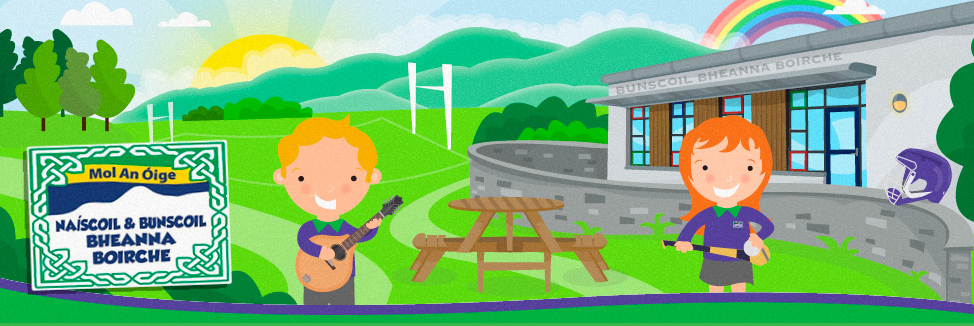 BUNSCOIL BHEANNA BOIRCHE
Mol An Óige
NAÍSCOIL & BUNSCOIL
BHEANNA
BOIRCHE